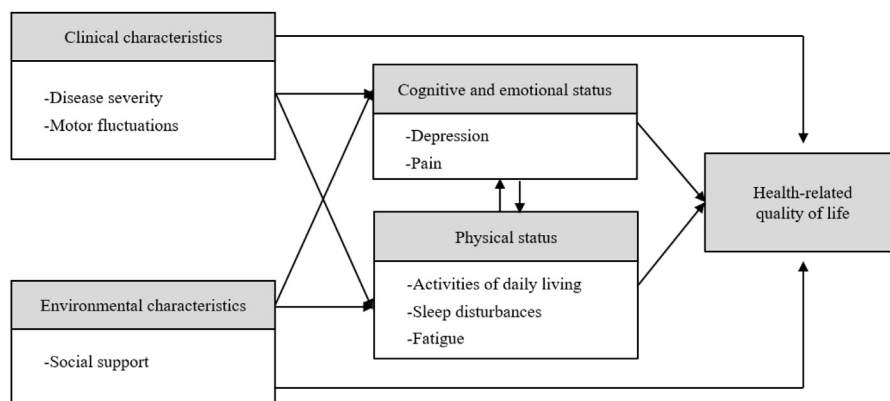 Clinical characteristics
-Disease severity
-Motor fluctuations
Cognitive and emotional status
-Depression
-Pain
Physical status
-Activities of daily living
-Sleep disturbances
-Fatigue
Environmental characteristics
-Social support
Health-related
quality of life